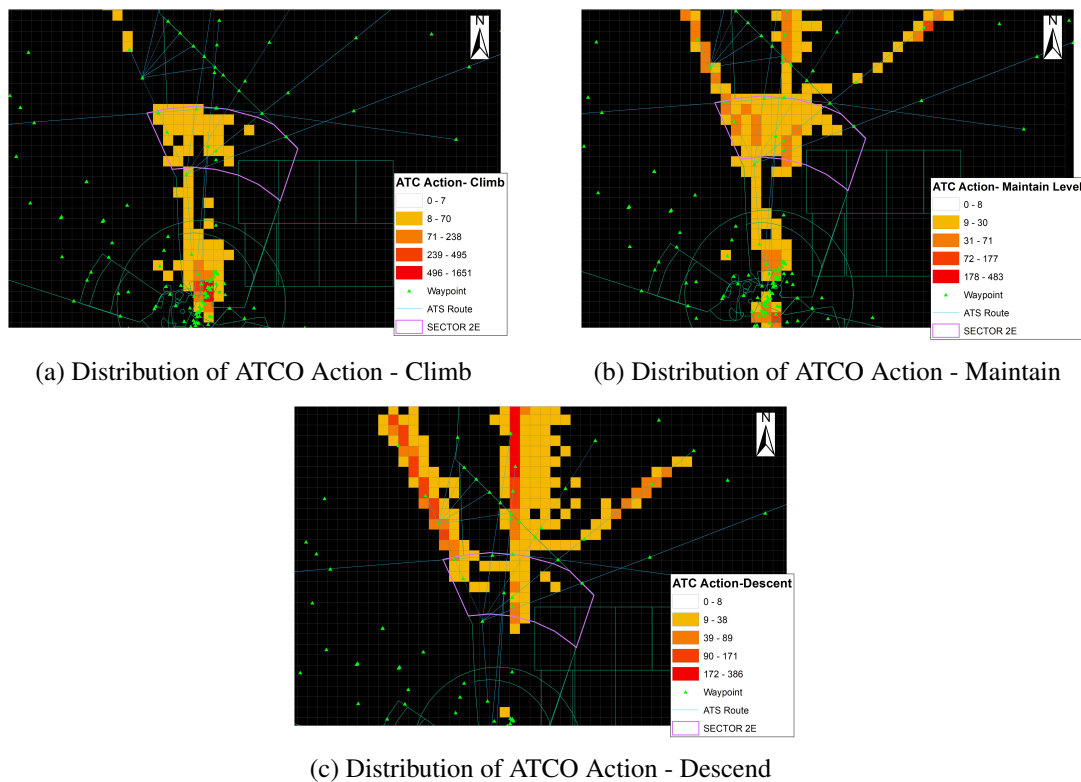 N
ATC Action- Climb
0 - 7
8 - 70
71 - 238
239 - 495
496 - 1651
Waypoint
ATS Route
SECTOR 2E
(a) Distribution of ATCO Action - Climb
N
ATC Action- Maintain Level
0 - 8
9 - 30
31 - 71
72 - 177
178 - 483
Waypoint
ATS Route
SECTOR 2E
(b) Distribution of ATCO Action - Maintain
N
ATC Action-Descent
0 - 8
9 - 38
39 - 89
90 - 171
172 - 386
Waypoint
ATS Route
SECTOR 2E
(c) Distribution of ATCO Action - Descend